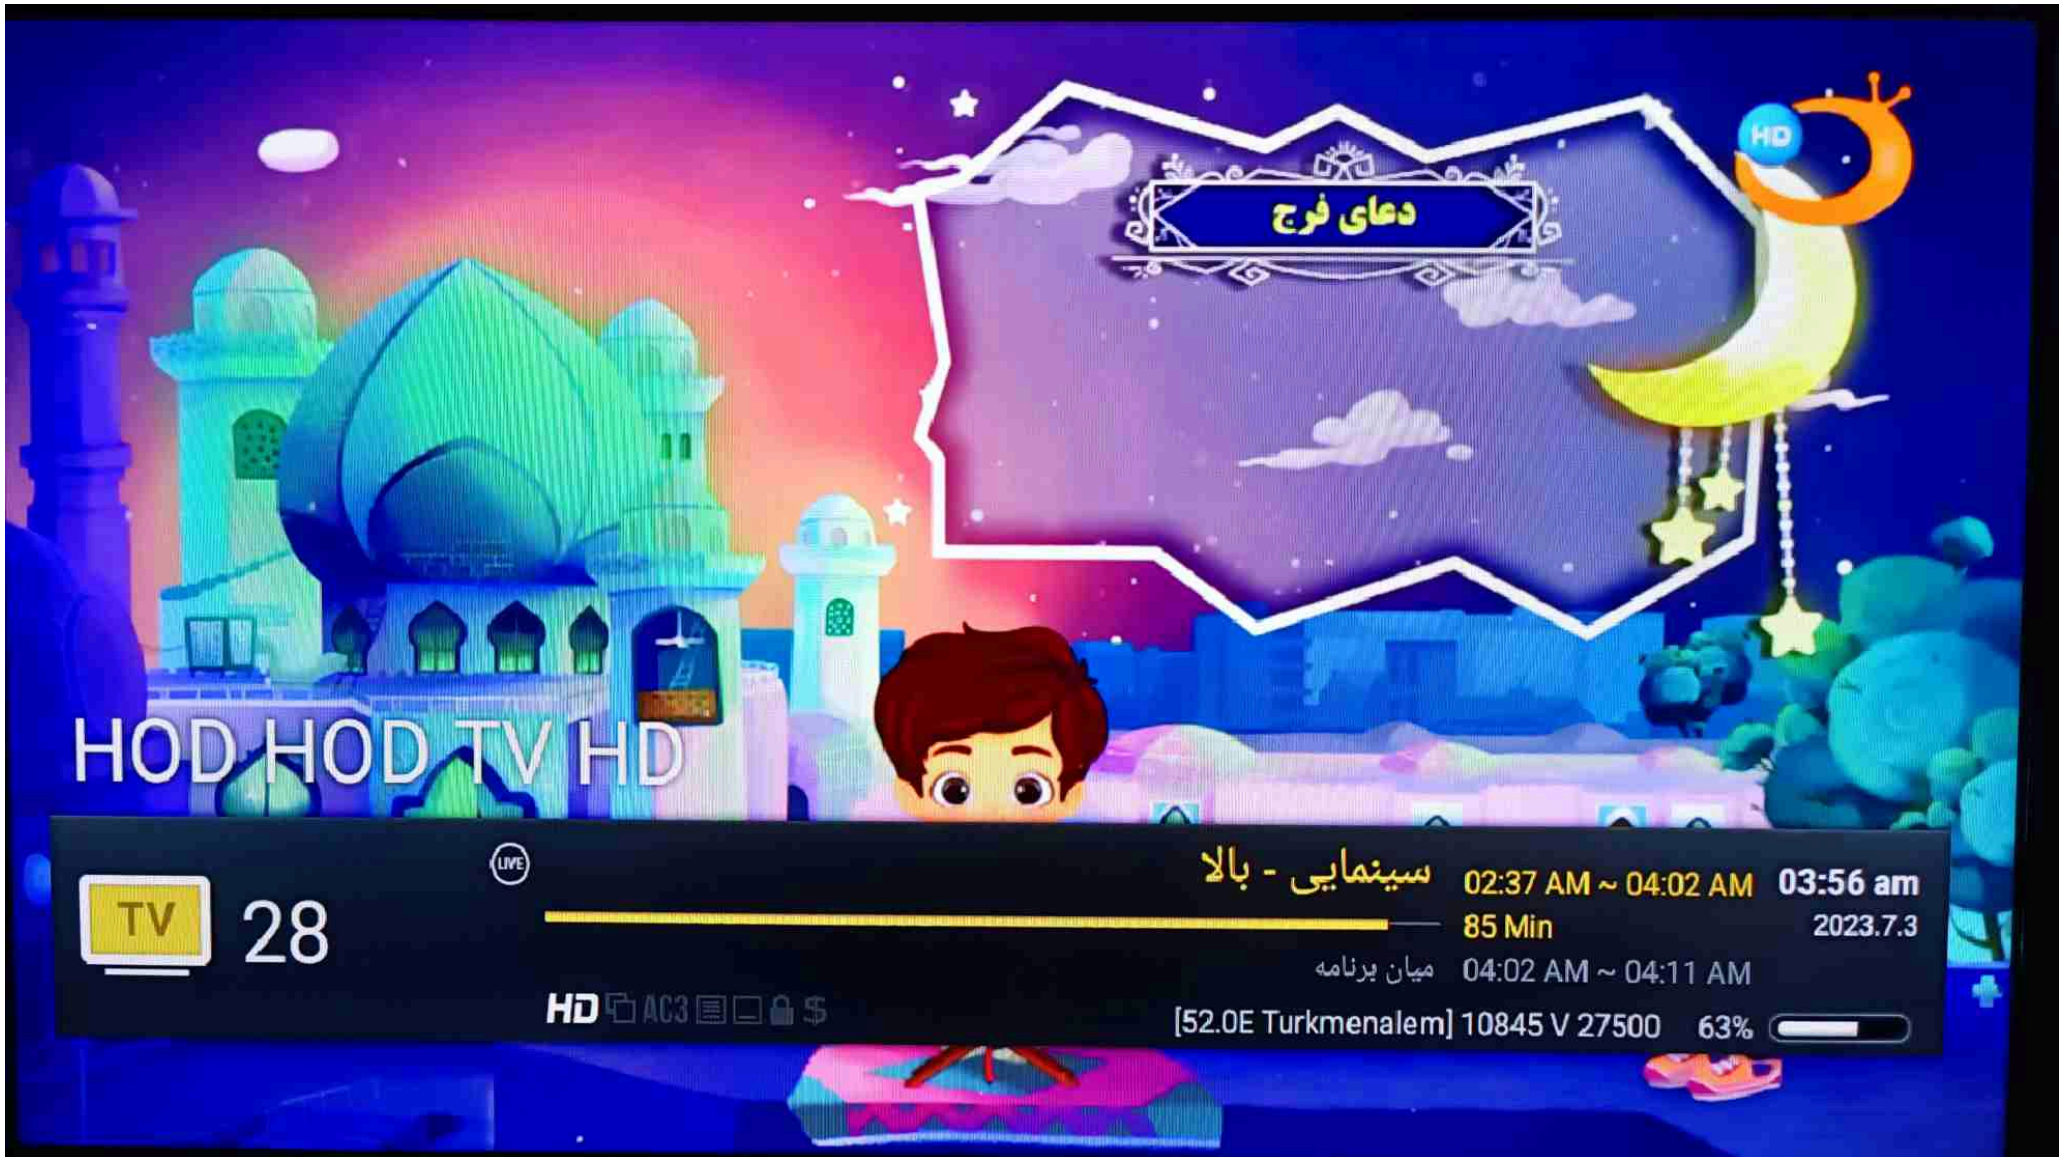 HD
دعای فرج
HOD HOD TV HD
LIVE
TV
28
سینمایی - بالا
02:37 AM ~ 04:02 AM
03:56 am
85 Min
2023.7.3
میان برنامه
04:02 AM ~ 04:11 AM
HD
AC3
$
[52.0E Turkmenalem] 10845 V 27500
63%